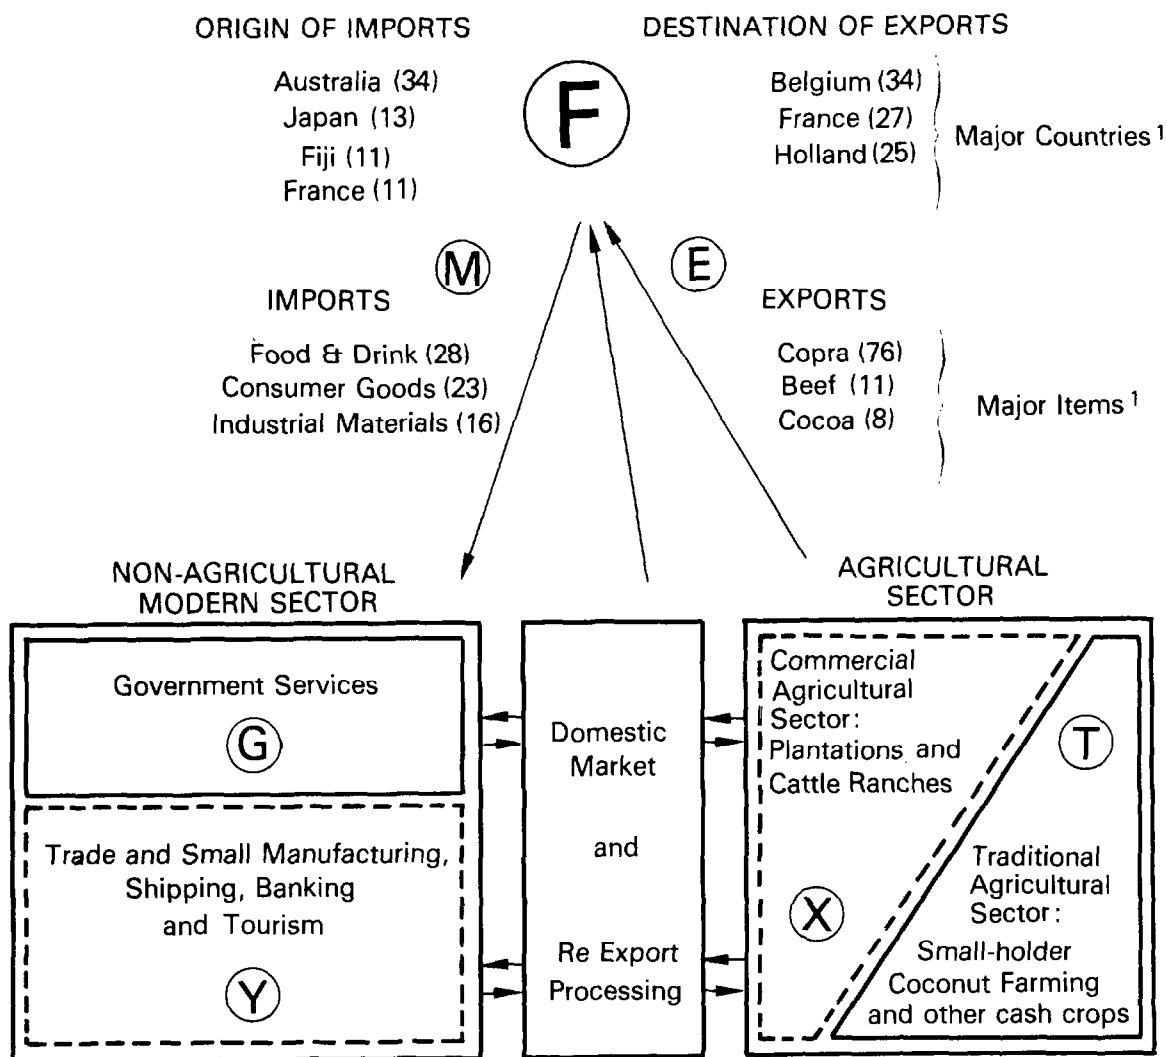 ORIGIN OF IMPORTS
Australia (34)
Japan (13)
Fiji (11)
France (11)
F
DESTINATION OF EXPORTS
Belgium (34)
France (27)
Holland (25)
Major Countries 1
M
IMPORTS
Food & Drink (28)
Consumer Goods (23)
Industrial Materials (16)
E
EXPORTS
Copra (76)
Beef (11)
Cocoa (8)
Major Items 1
NON-AGRICULTURAL
MODERN SECTOR
Government Services
G
Trade and Small Manufacturing,
Shipping, Banking
and Tourism
Y
Domestic
Market
and
Re Export
Processing
AGRICULTURAL
SECTOR
Commercial
Agricultural
Sector:
Plantations and
Cattle Ranches
X
T
Traditional
Agricultural
Sector:
Small-holder
Coconut Farming
and other cash crops